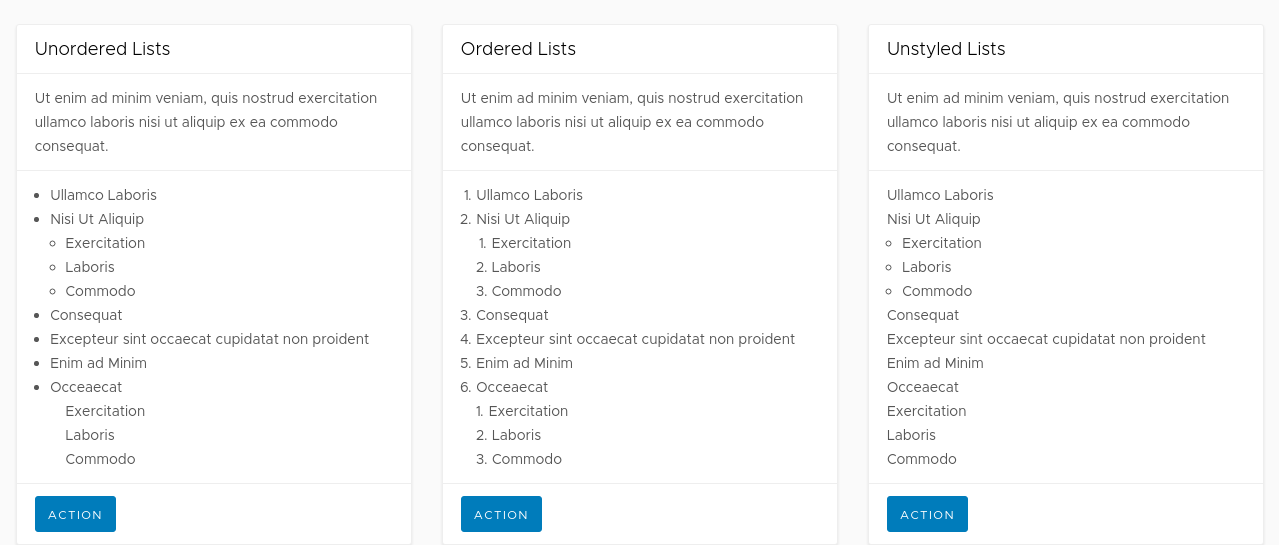 Unordered Lists
Ut enim ad minim veniam, quis nostrud exercitation
ullamco laboris nisi ut aliquip ex ea commodo
consequat.
• Ullamco Laboris
• Nisi Ut Aliquip
◦ Exercitation
◦ Laboris
◦ Commodo
• Consequat
• Excepteur sint occaecat cupidatat non proident
• Enim ad Minim
• Occeaecat
Exercitation
Laboris
Commodo
ACTION
Ordered Lists
Ut enim ad minim veniam, quis nostrud exercitation
ullamco laboris nisi ut aliquip ex ea commodo
consequat.
1. Ullamco Laboris
2. Nisi Ut Aliquip
1. Exercitation
2. Laboris
3. Commodo
3. Consequat
4. Excepteur sint occaecat cupidatat non proident
5. Enim ad Minim
6. Occeaecat
1. Exercitation
2. Laboris
3. Commodo
ACTION
Unstyled Lists
Ut enim ad minim veniam, quis nostrud exercitation
ullamco laboris nisi ut aliquip ex ea commodo
consequat.
Ullamco Laboris
Nisi Ut Aliquip
◦ Exercitation
◦ Laboris
◦ Commodo
Consequat
Excepteur sint occaecat cupidatat non proident
Enim ad Minim
Occeaecat
Exercitation
Laboris
Commodo
ACTION